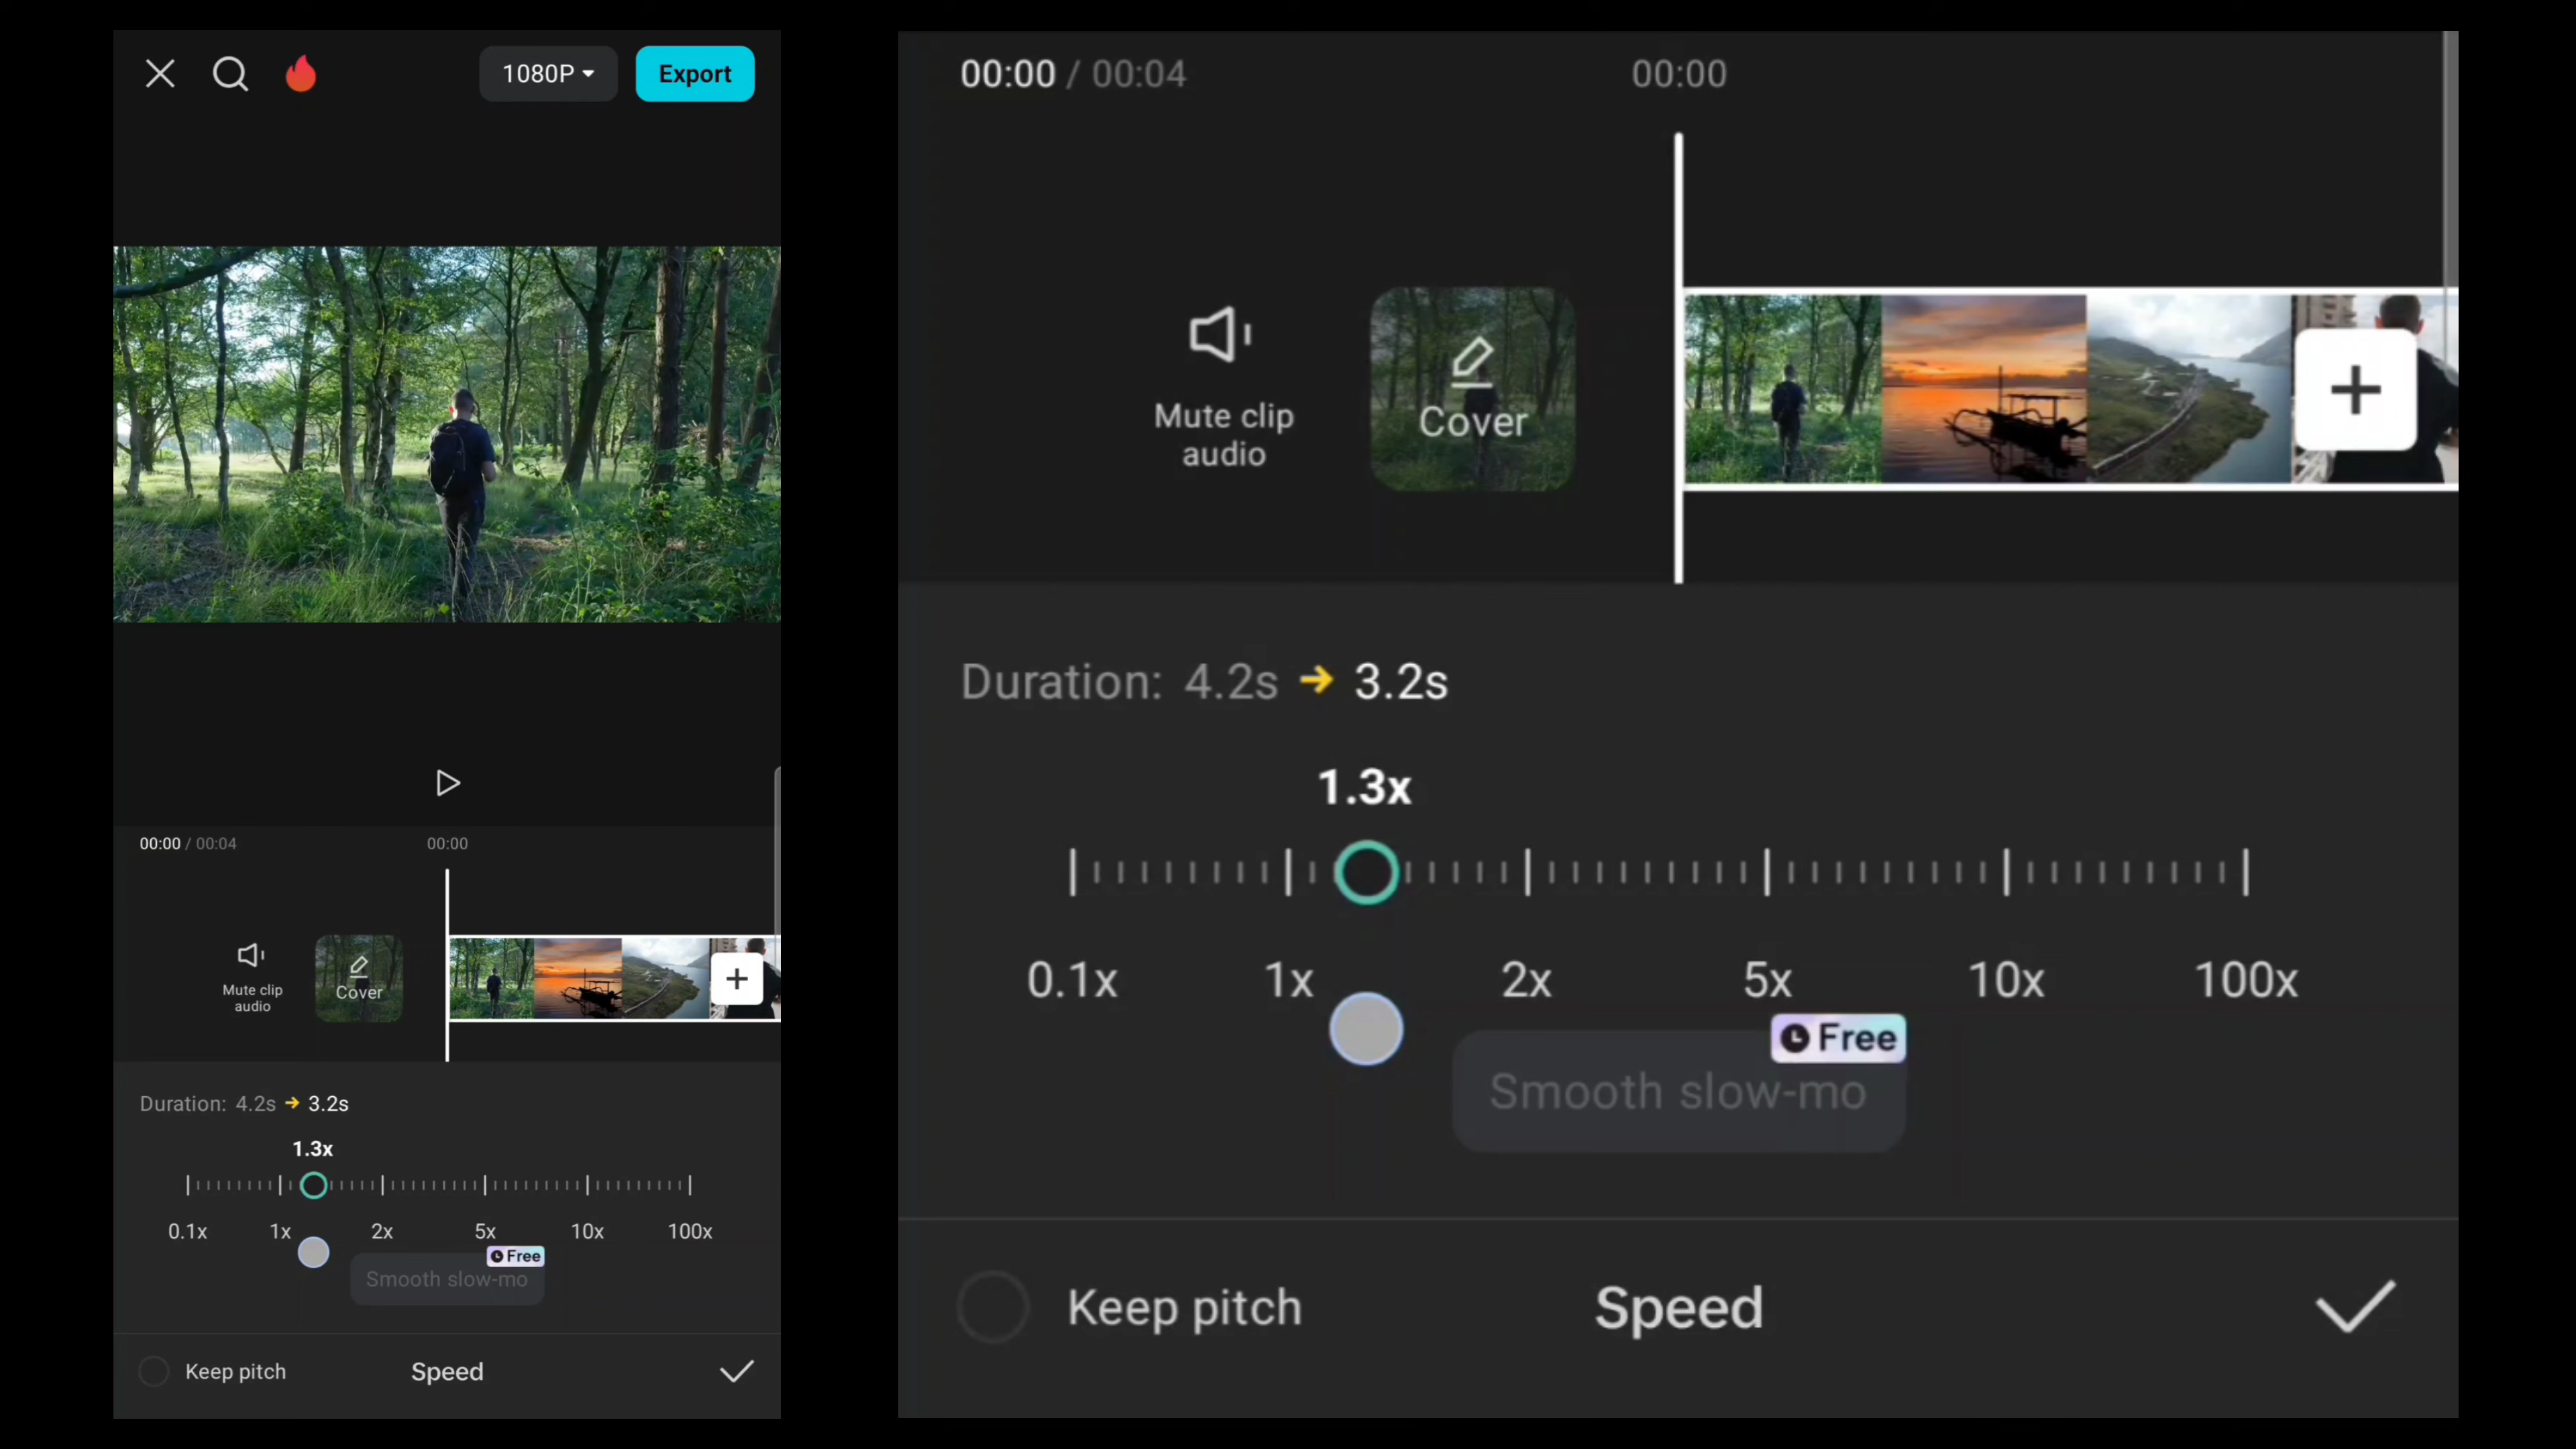 1080P
Export
00:00 / 00:04
00:00
Mute clip
audio
Cover
Duration: 4.2s → 3.2s
1.3x
0.1x 1x 2x 5x 10x 100x
Free
Smooth slow-mo
Keep pitch
Speed
00:00 / 00:04
00:00
Mute clip
audio
Cover
Duration: 4.2s → 3.2s
1.3x
0.1x 1x 2x 5x 10x 100x
Free
Smooth slow-mo
Keep pitch
Speed